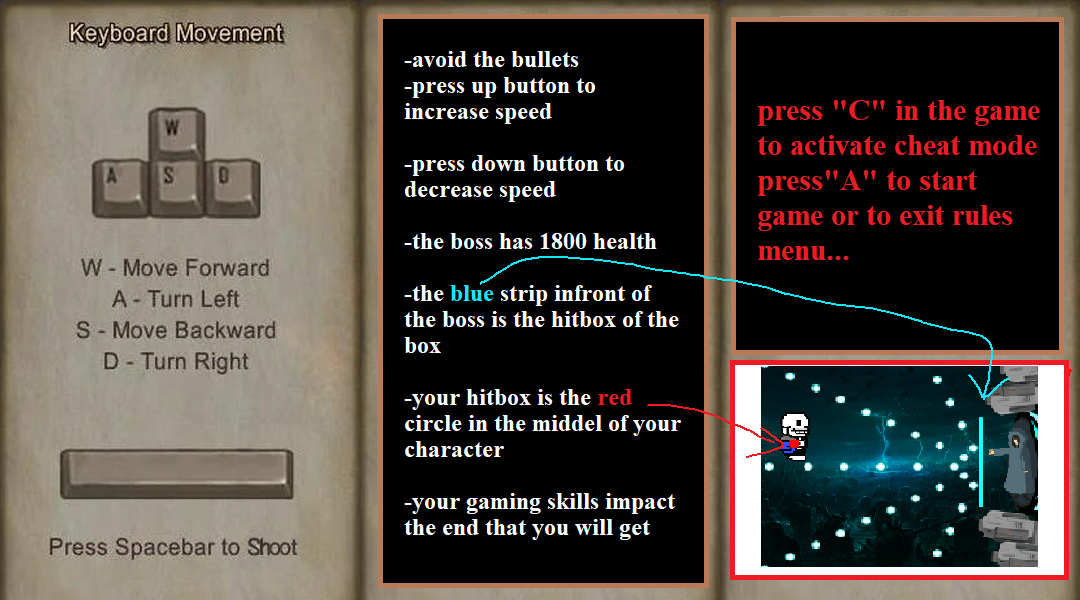 Keyboard Movement
W
A
S
D
W - Move Forward
A - Turn Left
S - Move Backward
D - Turn Right
Press Spacebar to Shoot
-avoid the bullets
-press up button to
increase speed
-press down button to
decrease speed
-the boss has 1800 health
-the blue strip infront of
the boss is the hitbox of the
box
-your hitbox is the red
circle in the middel of your
character
-your gaming skills impact
the end that you will get
press "C" in the game
to activate cheat mode
press"A" to start
game or to exit rules
menu...